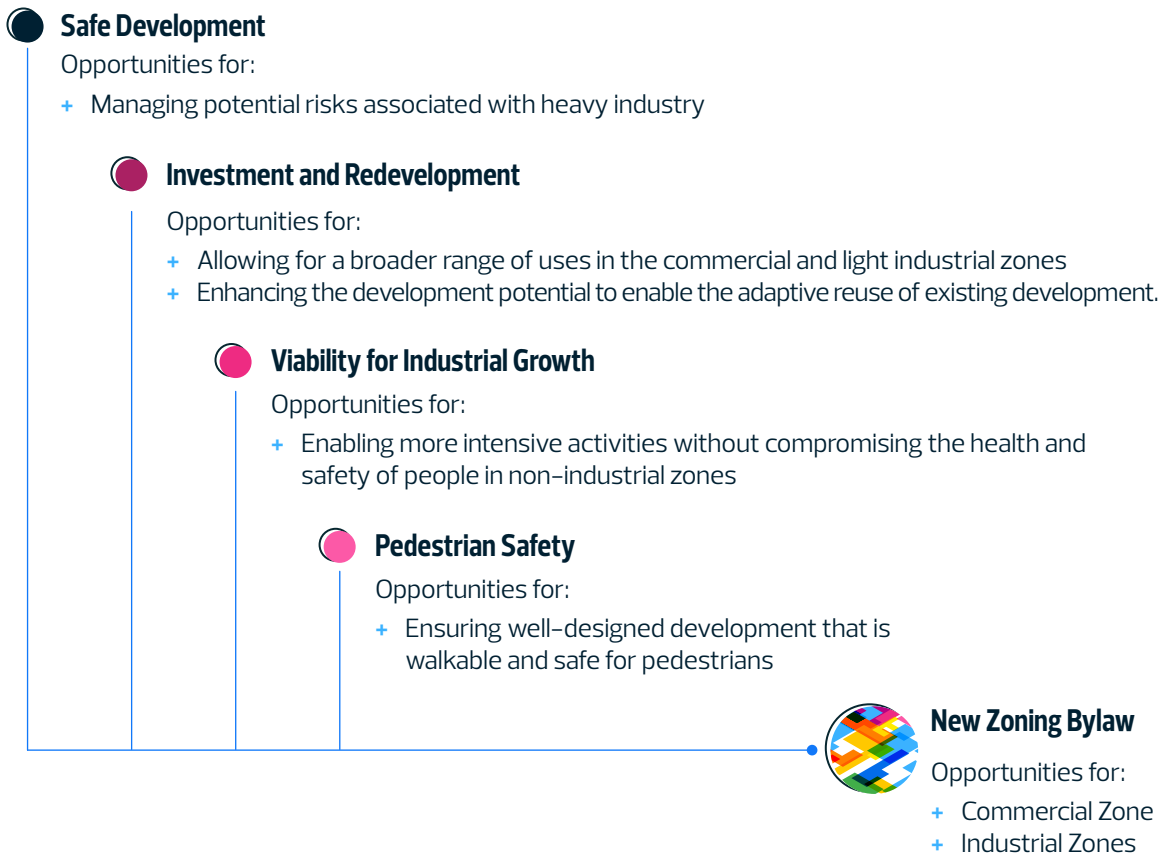 Safe Development
Opportunities for:
+ Managing potential risks associated with heavy industry
Investment and Redevelopment
Opportunities for:
+ Allowing for a broader range of uses in the commercial and light industrial zones
+ Enhancing the development potential to enable the adaptive reuse of existing development.
Viability for Industrial Growth
Opportunities for:
+ Enabling more intensive activities without compromising the health and
safety of people in non-industrial zones
Pedestrian Safety
Opportunities for:
+ Ensuring well-designed development that is
walkable and safe for pedestrians
New Zoning Bylaw
Opportunities for:
+ Commercial Zone
+ Industrial Zones